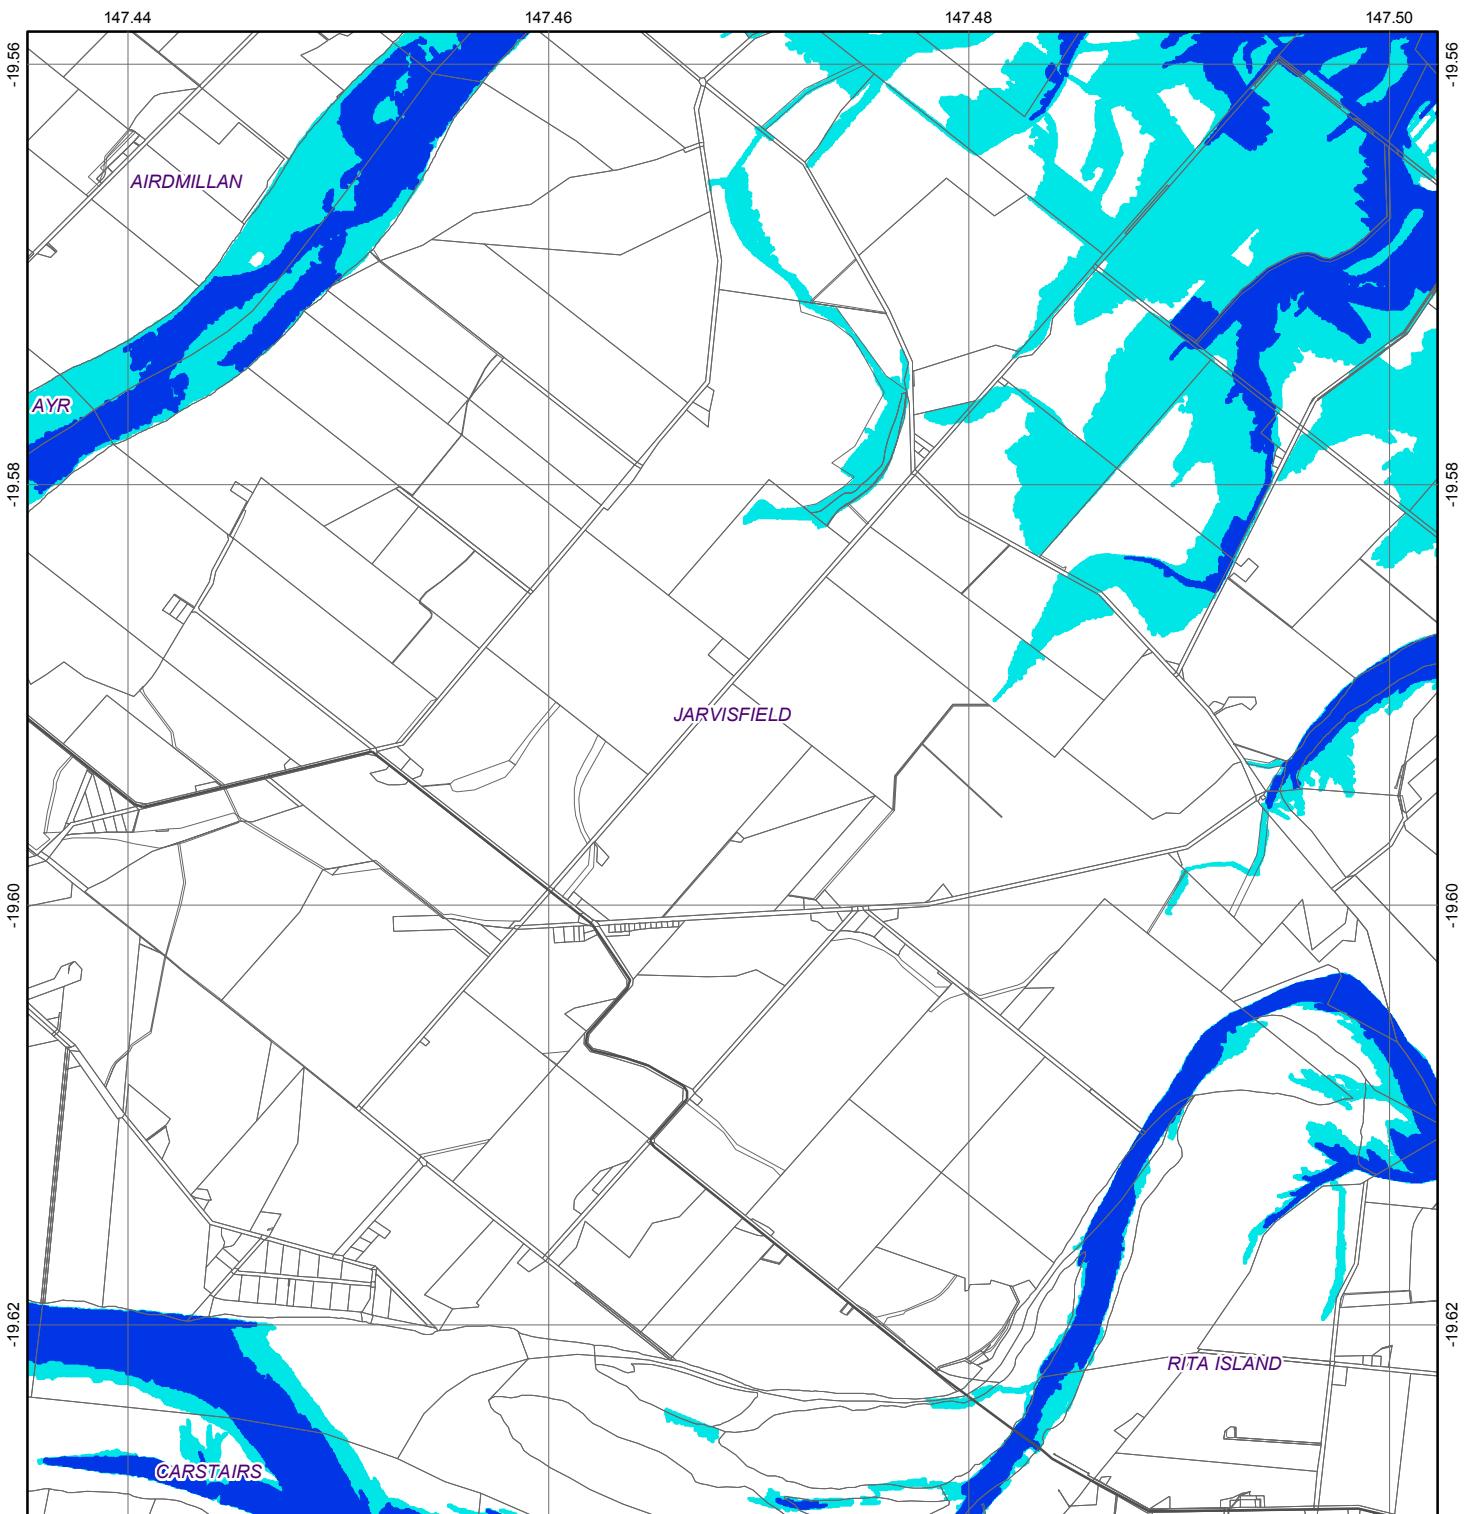 147.44 147.46 147.48 147.50
-19.56 -19.56
AIRDMILLAN
AYR
-19.58 -19.58
JARVISFIELD
-19.60 -19.60
-19.62 -19.62
RITA ISLAND
CARSTAIRS